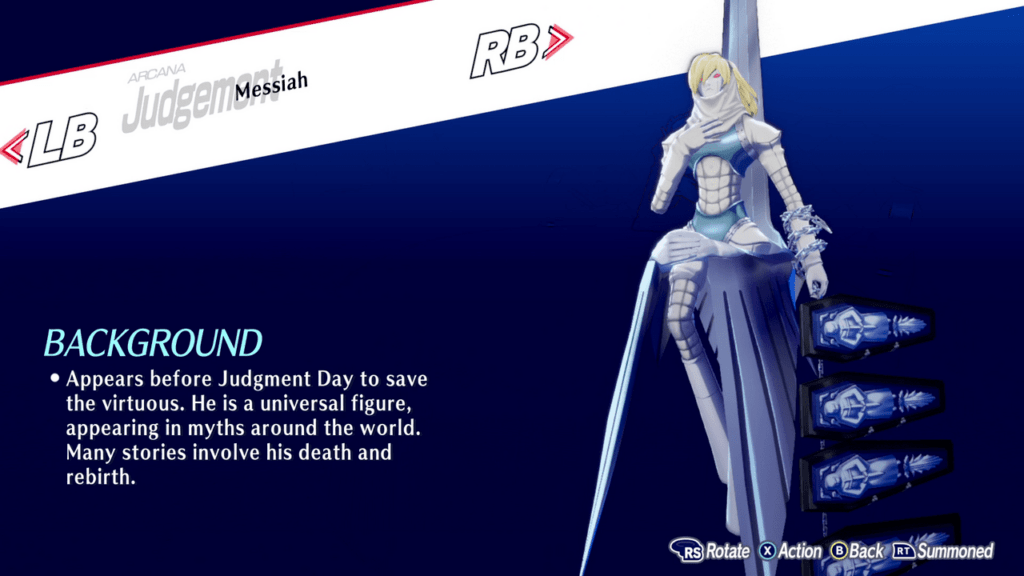 ARCANA
Judgement Messiah
LB
RB
BACKGROUND
• Appears before Judgment Day to save
the virtuous. He is a universal figure,
appearing in myths around the world.
Many stories involve his death and
rebirth.
RS Rotate X Action B Back RT Summoned